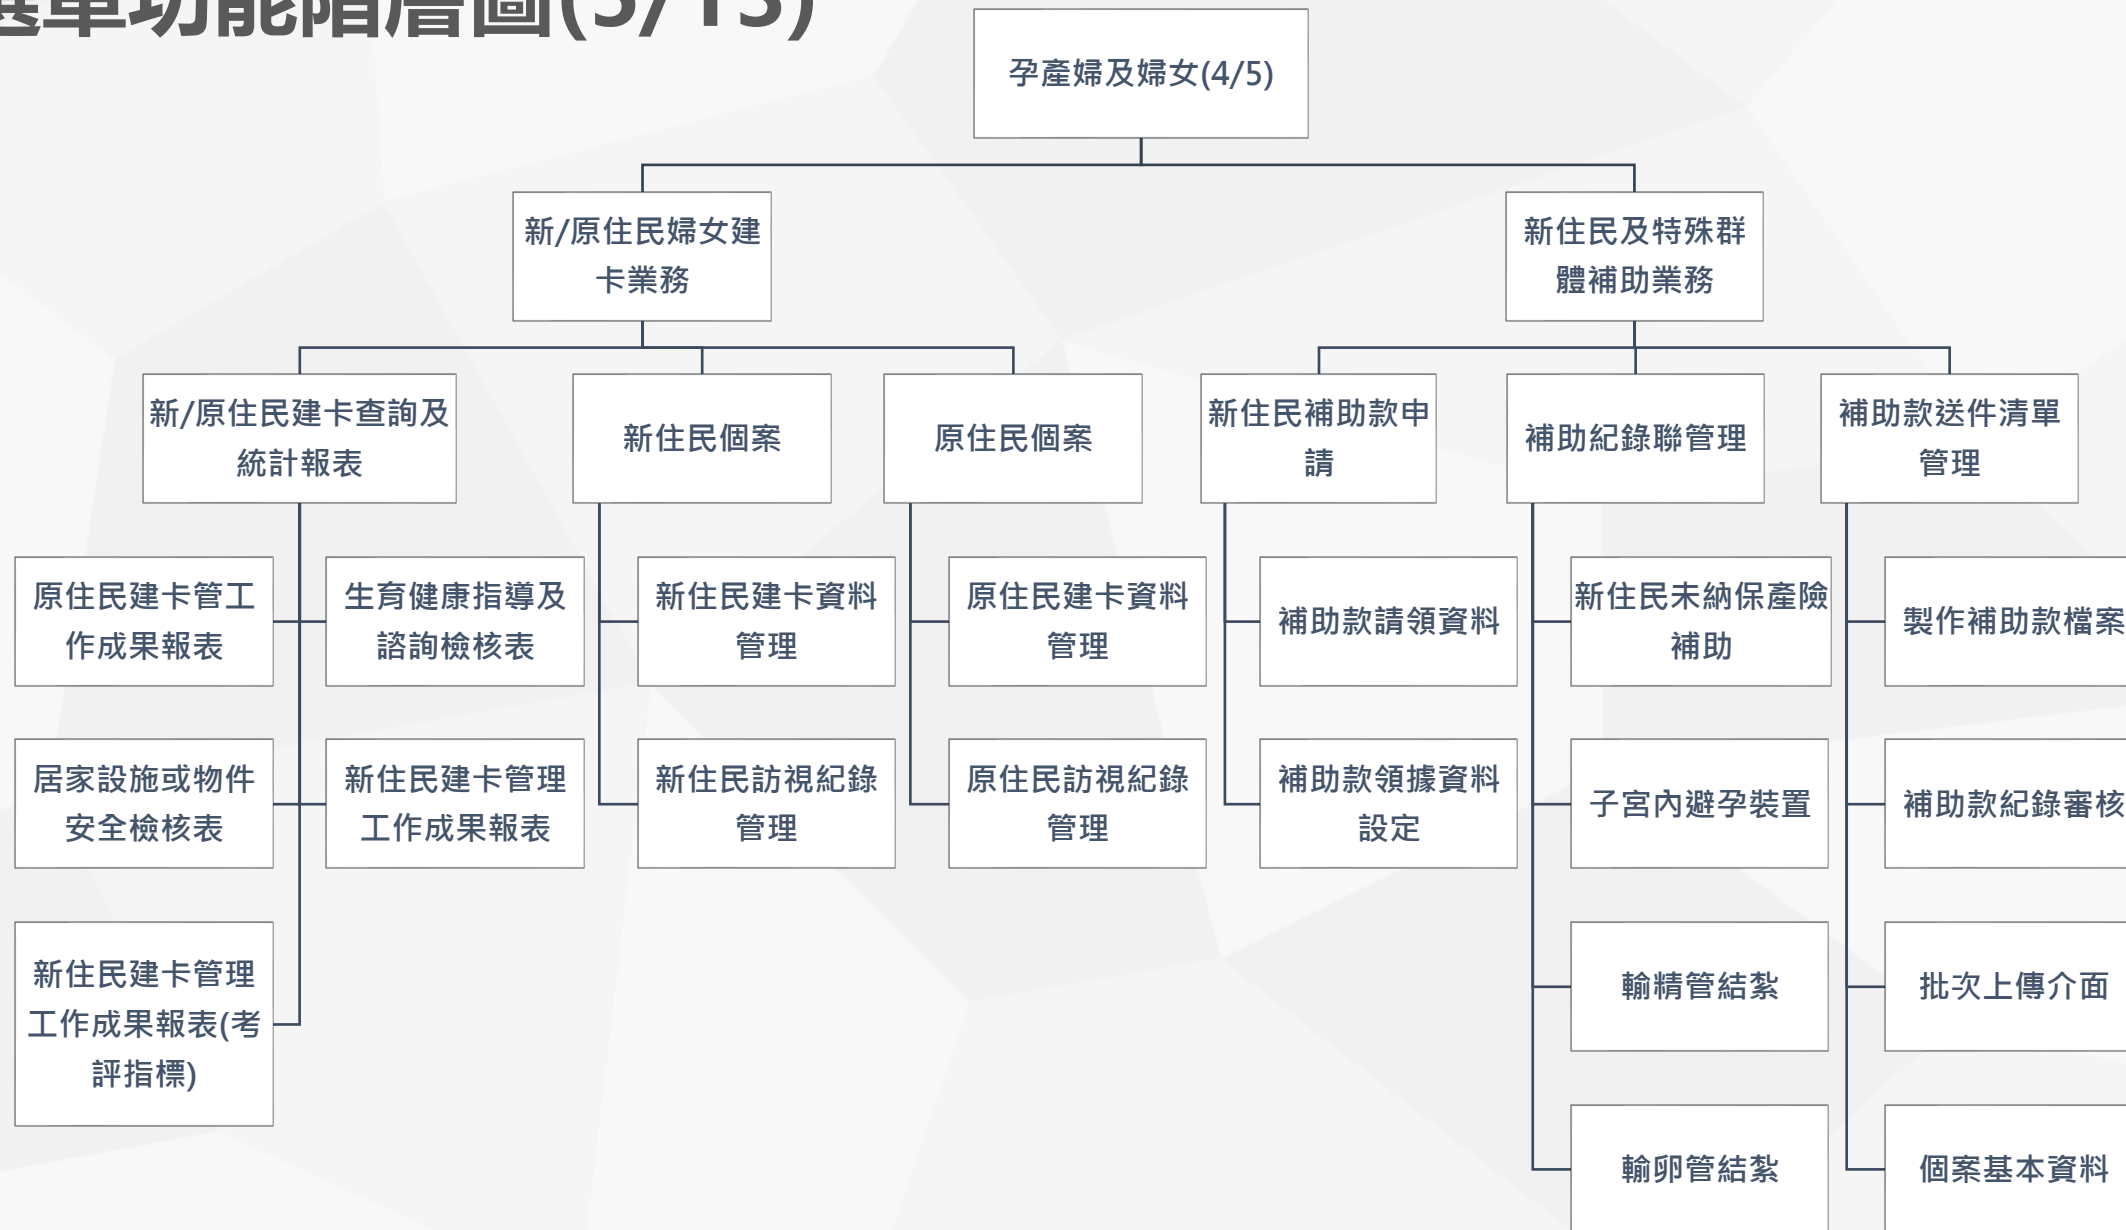 選單功能階層圖(5/13)
孕產婦及婦女(4/5)
新/原住民婦女建
卡業務
新住民及特殊群
體補助業務
新/原住民建卡查詢及
統計報表
新住民個案
原住民個案
新住民補助款申
請
補助紀錄聯管理
補助款送件清單
管理
原住民建卡管工
作成果報表
生育健康指導及
諮詢檢核表
新住民建卡資料
管理
原住民建卡資料
管理
補助款請領資料
新住民未納保產險
補助
製作補助款檔案
居家設施或物件
安全檢核表
新住民建卡管理
工作成果報表
新住民訪視紀錄
管理
原住民訪視紀錄
管理
補助款領據資料
設定
子宮內避孕裝置
補助款紀錄審核
新住民建卡管理
工作成果報表(考
評指標)
輸精管結紮
批次上傳介面
輸卵管結紮
個案基本資料